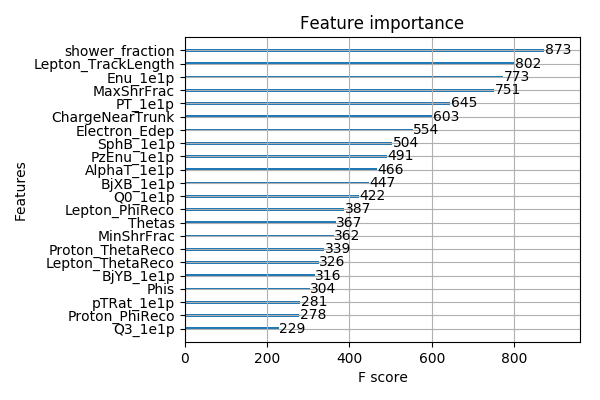 Feature importance
shower_fraction 873
Lepton_TrackLength 802
Enu_1e1p 773
MaxShrFrac 751
PT_1e1p 645
ChargeNearTrunk 603
Electron_Edep 554
SphB_1e1p 504
PzEnu_1e1p 491
AlphaT_1e1p 466
BjXB_1e1p 447
Q0_1e1p 422
Lepton_PhiReco 387
Thetas 367
MinShrFrac 362
Proton_ThetaReco 339
Lepton_ThetaReco 326
BjYB_1e1p 316
Phis 304
pTRat_1e1p 281
Proton_PhiReco 278
Q3_1e1p 229
0 200 400 600 800
F score
Features